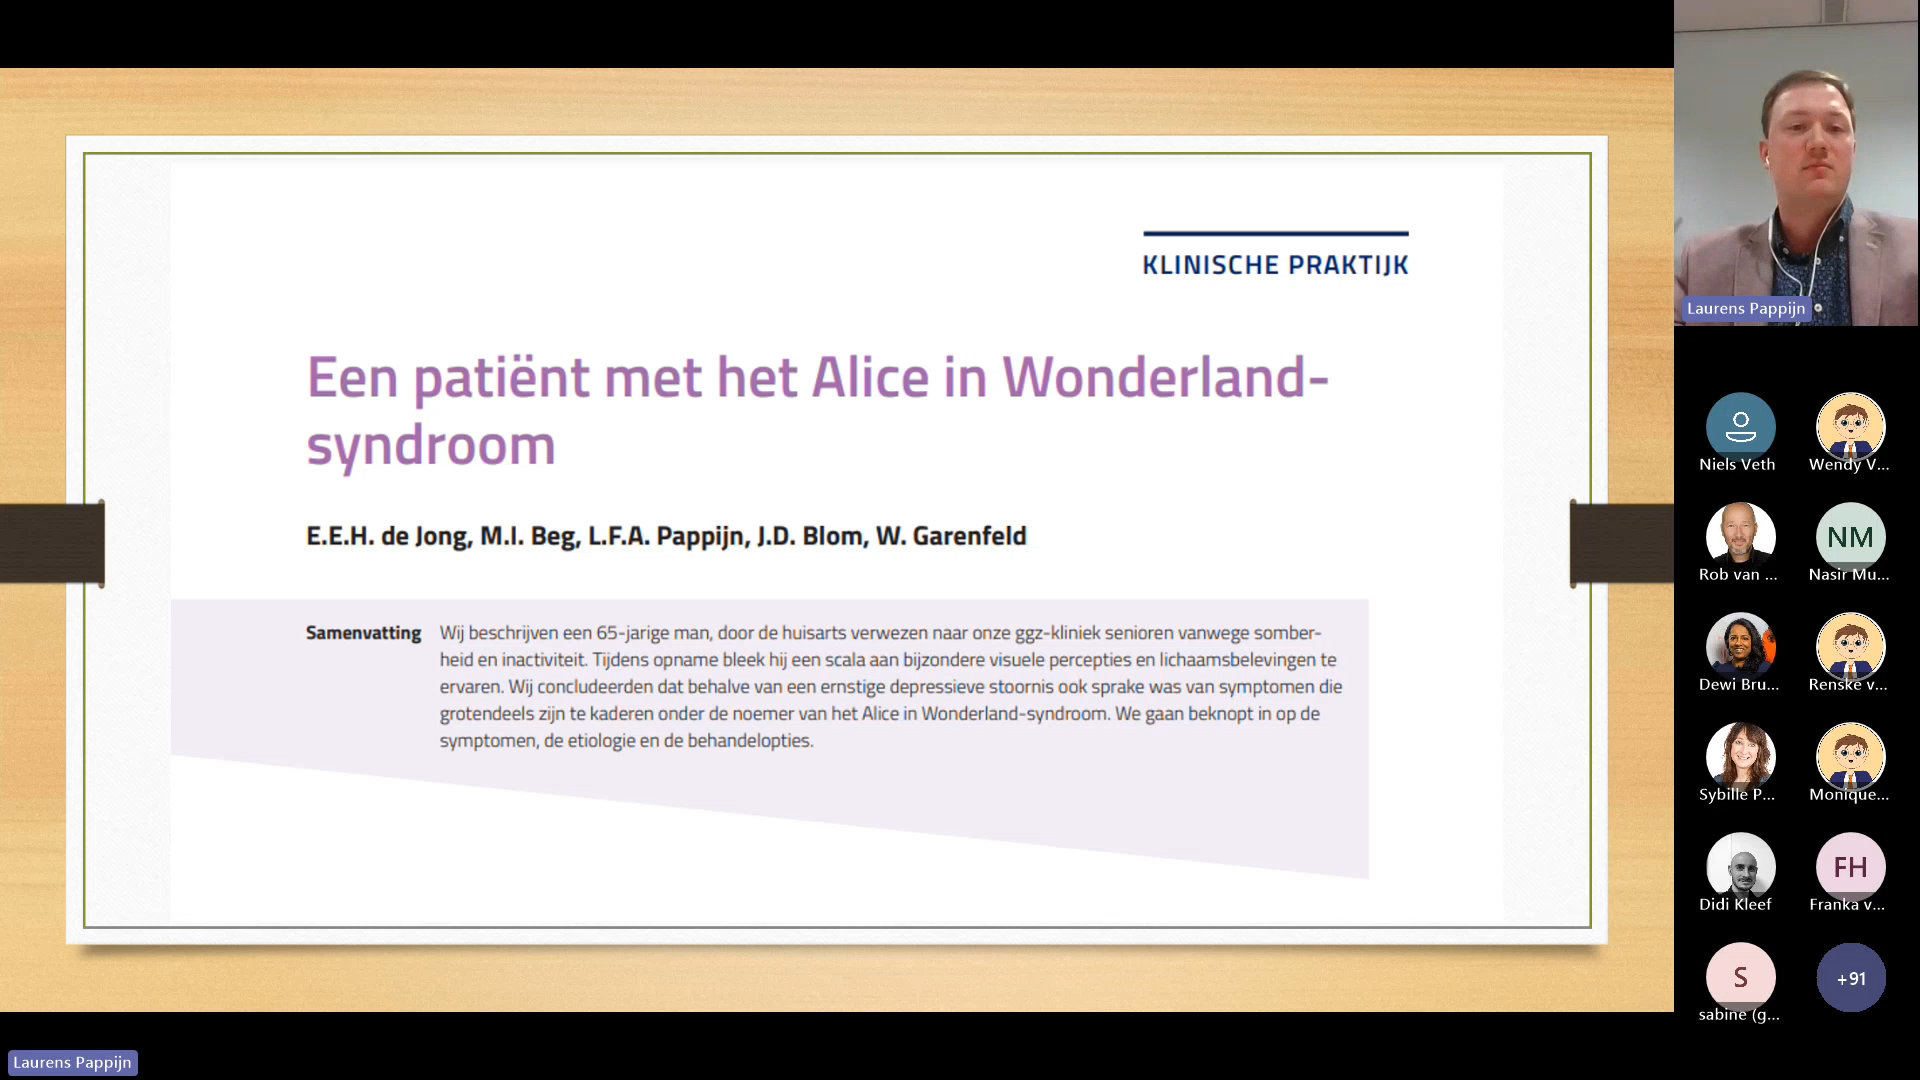 KLINISCHE PRAKTIJK
Een patiënt met het Alice in Wonderland-
syndroom
E.E.H. de Jong, M.I. Beg, L.F.A. Pappijn, J.D. Blom, W. Garenfeld
Samenvatting Wij beschrijven een 65-jarige man, door de huisarts verwezen naar onze ggz-kliniek senioren vanwege somber-
heid en inactiviteit. Tijdens opname bleek hij een scala aan bijzondere visuele percepties en lichaamsbelevingen te
ervaren. Wij concludeerden dat behalve van een ernstige depressieve stoornis ook sprake was van symptomen die
grotendeels zijn te kaderen onder de noemer van het Alice in Wonderland-syndroom. We gaan beknopt in op de
symptomen, de etiologie en de behandelopties.
Laurens Pappijn
Niels Veth
Wendy V...
Rob van ...
NM
Nasir Mu...
Dewi Bru...
Renske v...
Sybille P...
Monique...
Didi Kleef
FH
Franka v...
S
sabine (g...
+91
Laurens Pappijn